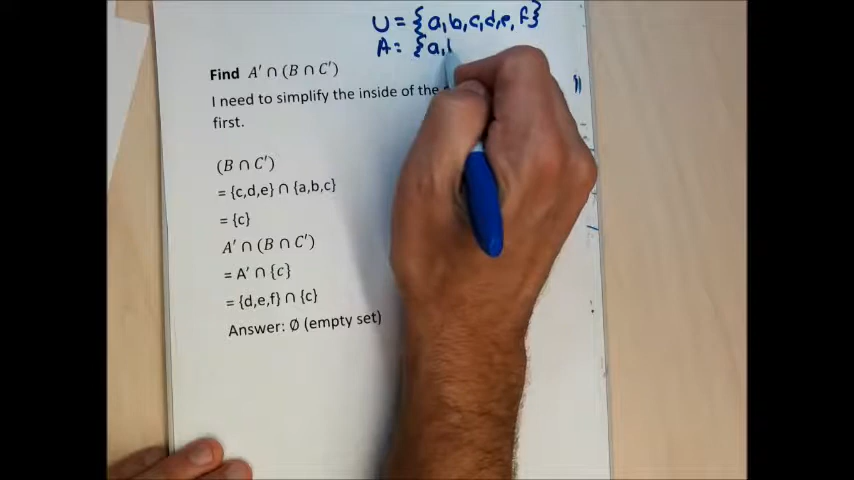 U = {a,b,c,d,e,f}
A = {a,
Find A′ ∩ (B ∩ C′)
I need to simplify the inside of the
first.
(B ∩ C′)
= {c,d,e} ∩ {a,b,c}
= {c}
A′ ∩ (B ∩ C′)
= A′ ∩ {c}
= {d,e,f} ∩ {c}
Answer: Ø (empty set)